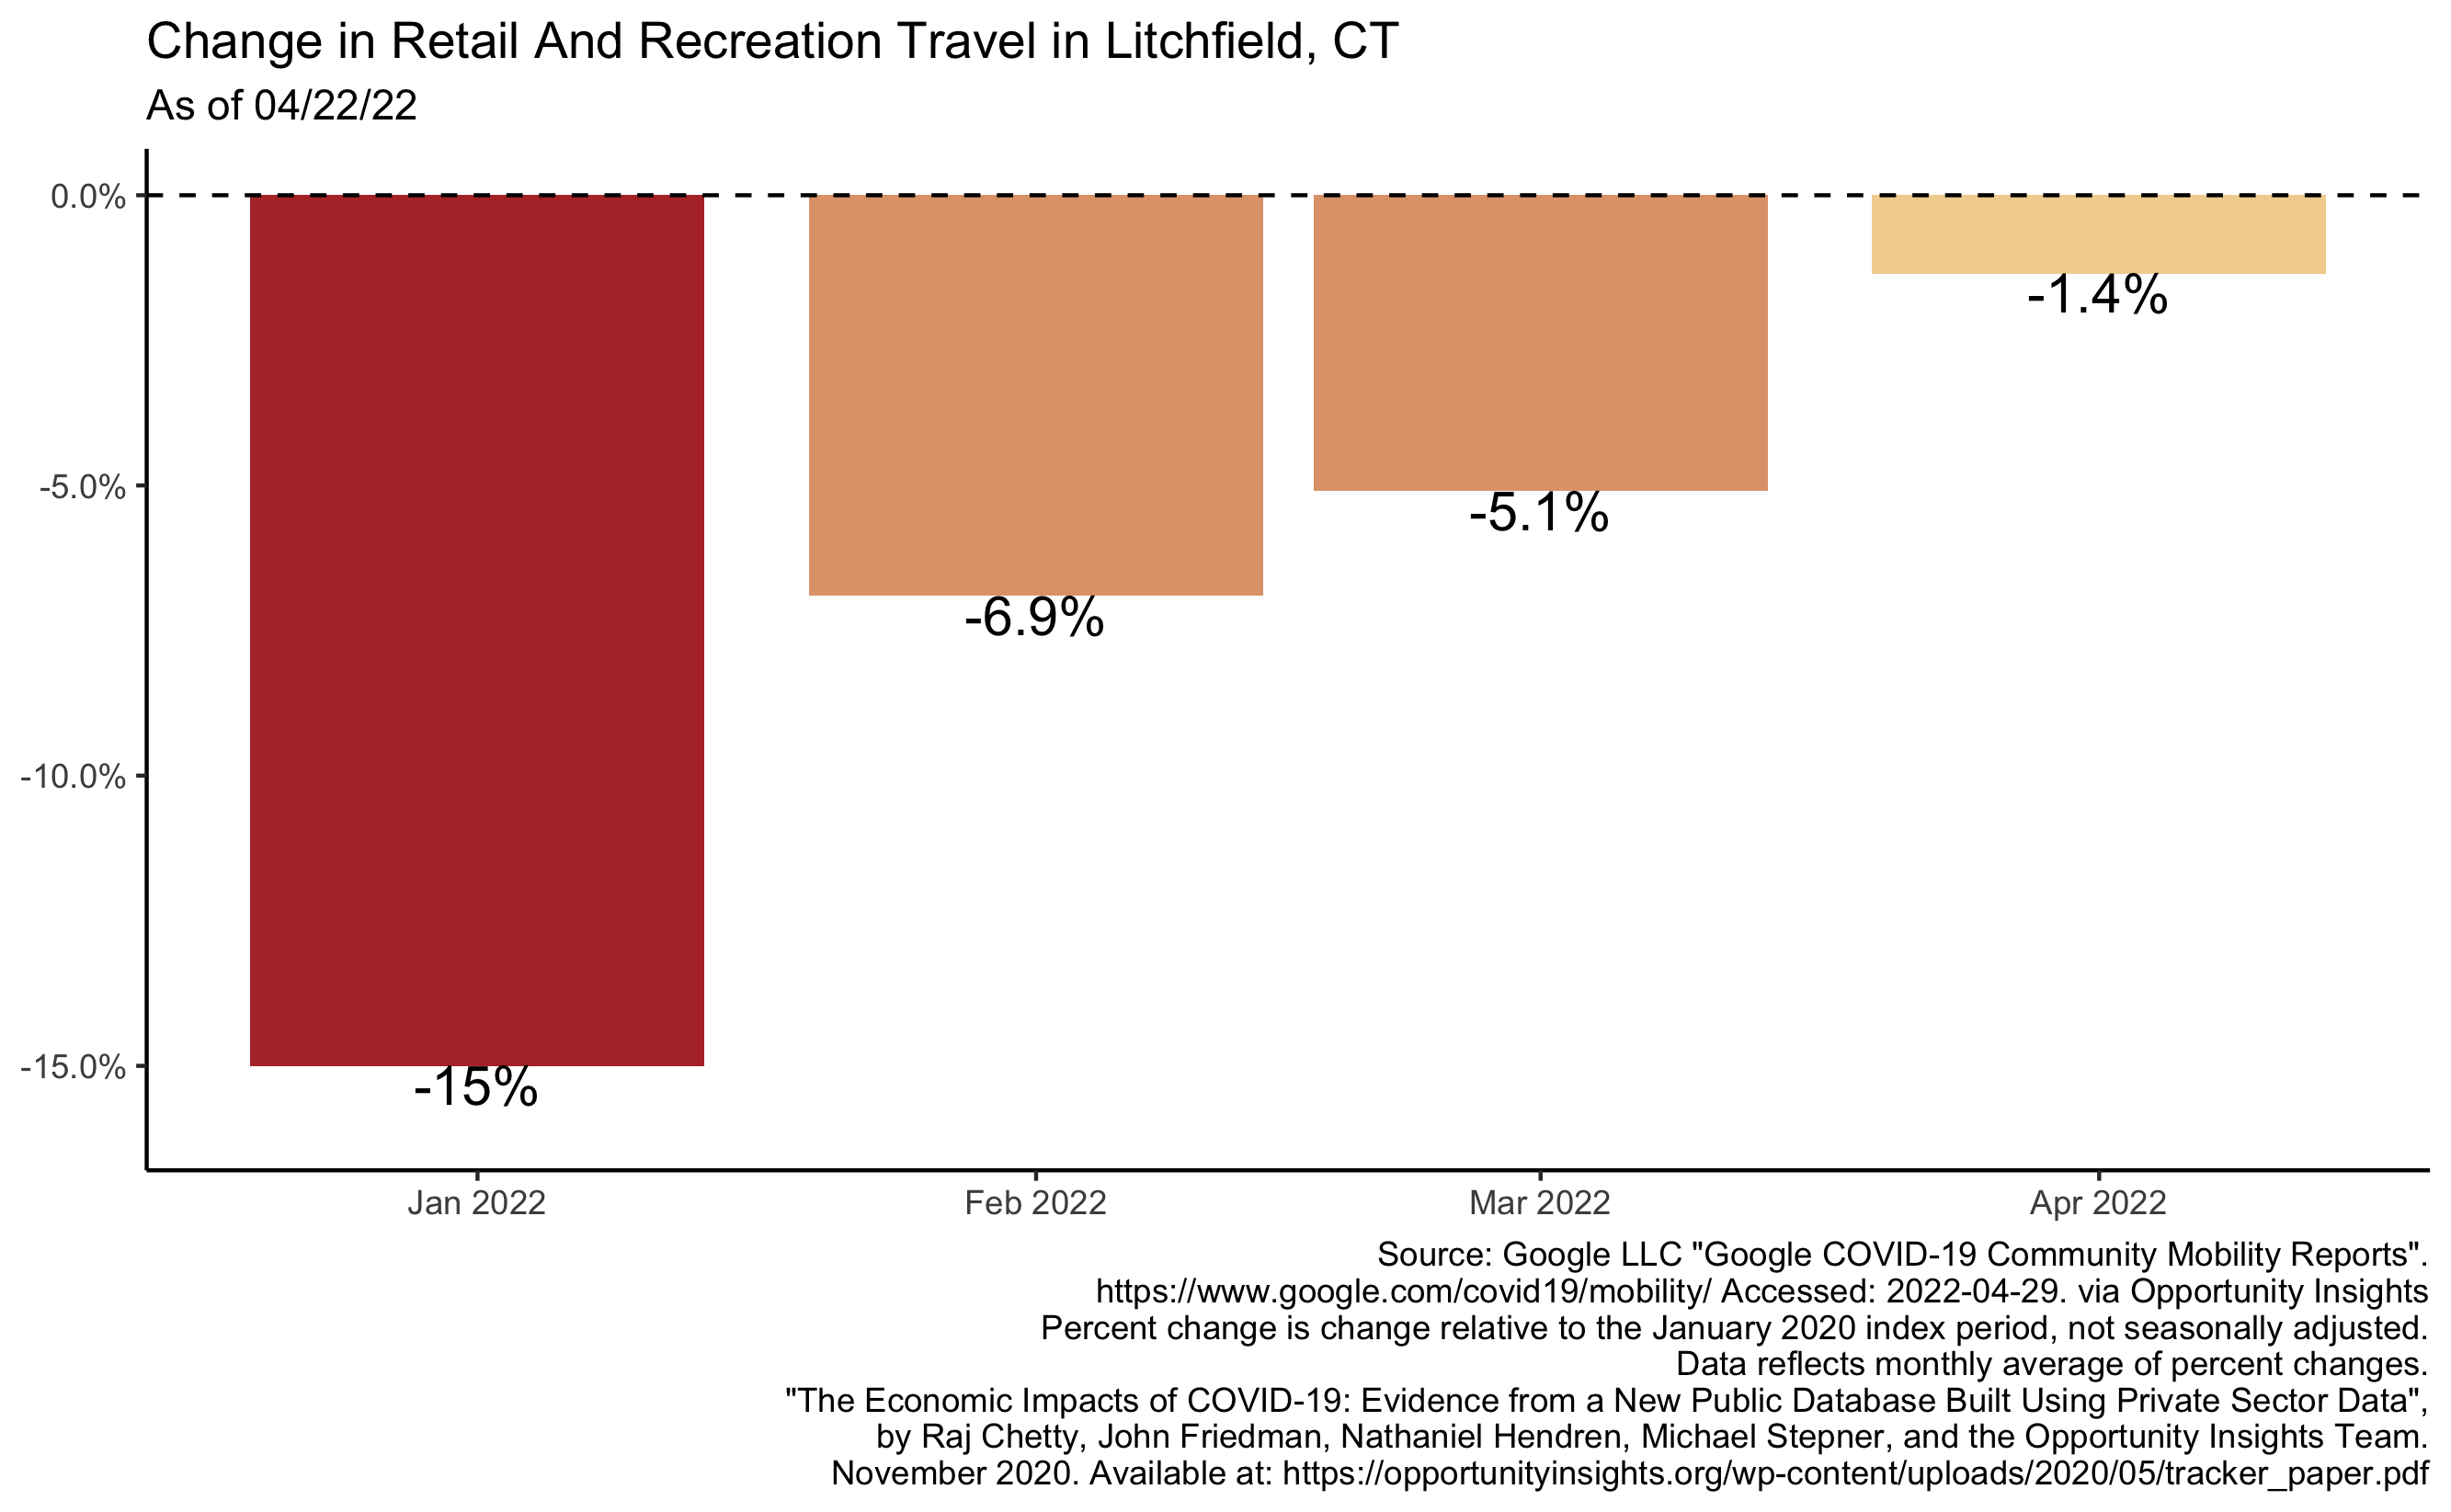 Change in Retail And Recreation Travel in Litchfield, CT
As of 04/22/22
0.0%
-5.0%
-10.0%
-15.0%
-15%
-6.9%
-5.1%
-1.4%
Jan 2022
Feb 2022
Mar 2022
Apr 2022
Source: Google LLC "Google COVID-19 Community Mobility Reports".
https://www.google.com/covid19/mobility/ Accessed: 2022-04-29. via Opportunity Insights
Percent change is change relative to the January 2020 index period, not seasonally adjusted.
Data reflects monthly average of percent changes.
"The Economic Impacts of COVID-19: Evidence from a New Public Database Built Using Private Sector Data",
by Raj Chetty, John Friedman, Nathaniel Hendren, Michael Stepner, and the Opportunity Insights Team.
November 2020. Available at: https://opportunityinsights.org/wp-content/uploads/2020/05/tracker_paper.pdf